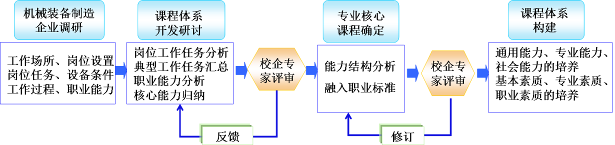 机械装备制造
企业调研
工作场所、岗位设置
岗位任务、设备条件
工作过程、职业能力
课程体系
开发研讨
岗位工作任务分析
典型工作任务汇总
职业能力分析
核心能力归纳
校企专
家评审
反馈
专业核心
课程确定
能力结构分析
融入职业标准
校企专
家评审
修订
课程体系
构建
通用能力、专业能力、
社会能力的培养
基本素质、专业素质、
职业素质的培养